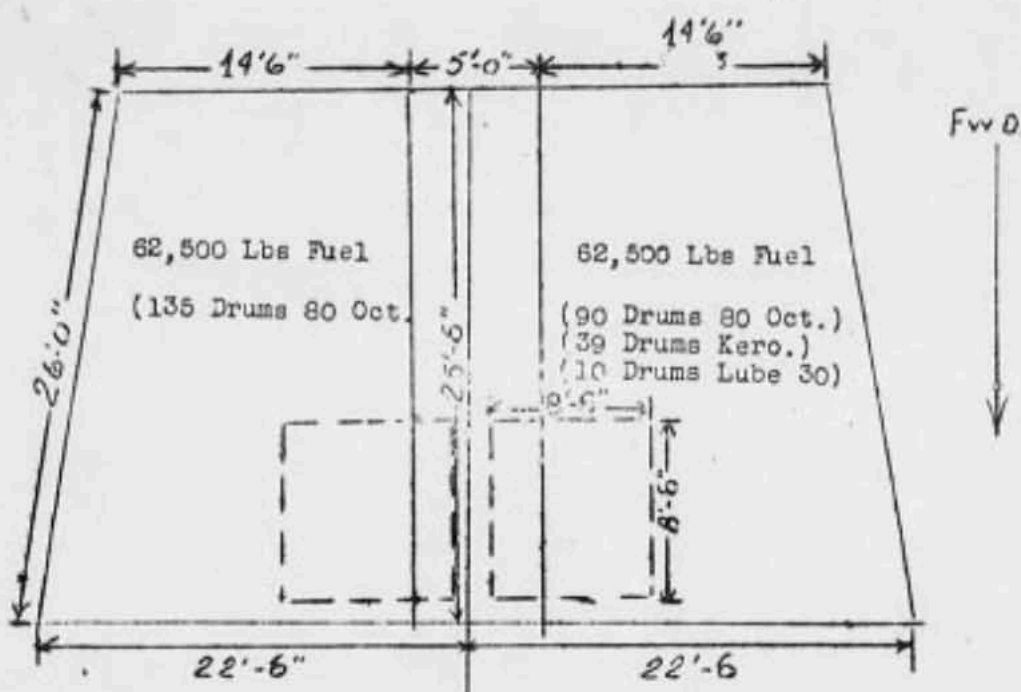 14'6" 5'-0" 14'6"
3
Fwd
62,500 Lbs Fuel
(135 Drums 80 Oct.
62,500 Lbs Fuel
(90 Drums 80 Oct.)
(39 Drums Kero.)
(10 Drums Lube 30)
26'-0"
8'-6"
22'-6" 22'-6